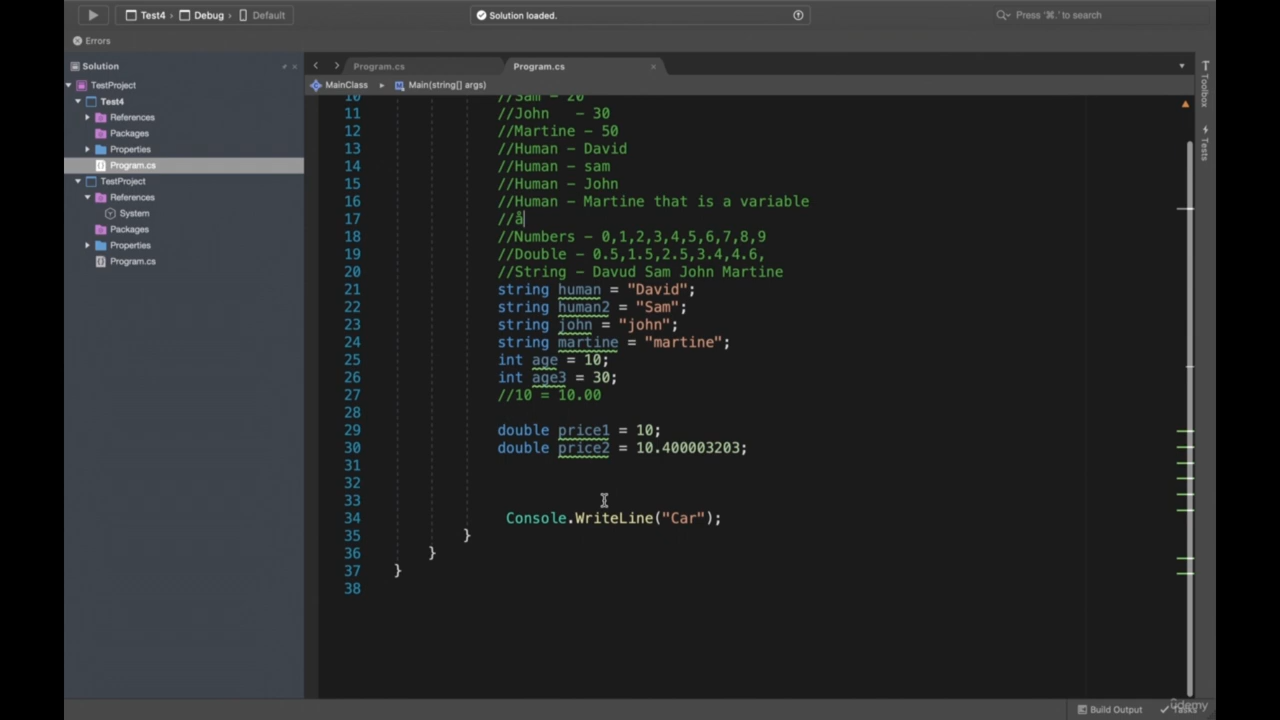 Test4 › Debug › Default
Solution loaded.
Press '⌘.' to search
Errors
Solution
Program.cs
Program.cs
TestProject
MainClass
Main(string[] args)
Test4
References
Packages
Properties
Program.cs
TestProject
References
System
Packages
Properties
Program.cs
10 //Sam - 20
11 //John   - 30
12 //Martine - 50
13 //Human - David
14 //Human - sam
15 //Human - John
16 //Human - Martine that is a variable
17 //å
18 //Numbers - 0,1,2,3,4,5,6,7,8,9
19 //Double - 0.5,1.5,2.5,3.4,4.6,
20 //String - Davud Sam John Martine
21 string human = "David";
22 string human2 = "Sam";
23 string john = "john";
24 string martine = "martine";
25 int age = 10;
26 int age3 = 30;
27 //10 = 10.00
28
29 double price1 = 10;
30 double price2 = 10.400003203;
31
32
33
34 Console.WriteLine("Car");
35 }
36 }
37 }
38
Toolbox
Tests
Build Output
Tasks
ûdemy